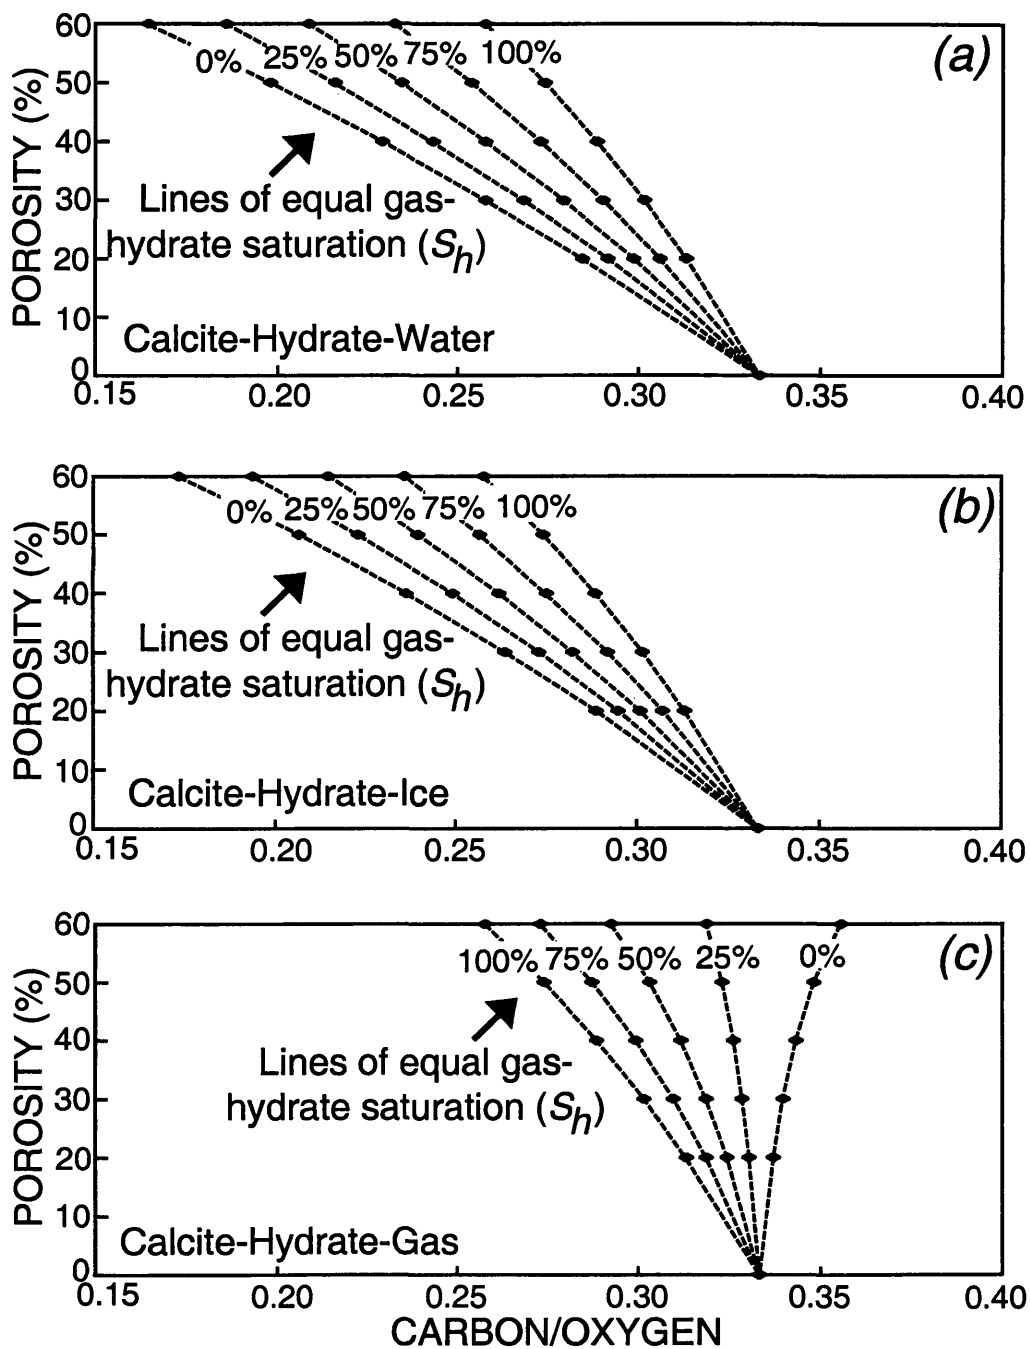 60
0% 25% 50% 75% 100% (a)
50
40
POROSITY (%)
Lines of equal gas-
30
hydrate saturation (Sh)
20
10
Calcite-Hydrate-Water
0
0.15 0.20 0.25 0.30 0.35 0.40
60
0% 25% 50% 75% 100% (b)
50
40
POROSITY (%)
Lines of equal gas-
30
hydrate saturation (Sh)
20
10
Calcite-Hydrate-Ice
0
0.15 0.20 0.25 0.30 0.35 0.40
60
100% 75% 50% 25% 0% (c)
50
40
POROSITY (%)
Lines of equal gas-
30
hydrate saturation (Sh)
20
10
Calcite-Hydrate-Gas
0
0.15 0.20 0.25 0.30 0.35 0.40
CARBON/OXYGEN